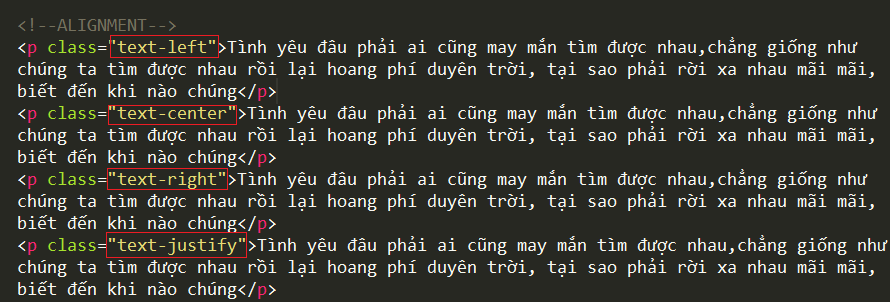 <!--ALIGNMENT-->
<p class="text-left">Tình yêu đâu phải ai cũng may mắn tìm được nhau,chẳng giống như
chúng ta tìm được nhau rồi lại hoang phí duyên trời, tại sao phải rời xa nhau mãi mãi,
biết đến khi nào chúng</p>
<p class="text-center">Tình yêu đâu phải ai cũng may mắn tìm được nhau,chẳng giống như
chúng ta tìm được nhau rồi lại hoang phí duyên trời, tại sao phải rời xa nhau mãi mãi,
biết đến khi nào chúng</p>
<p class="text-right">Tình yêu đâu phải ai cũng may mắn tìm được nhau,chẳng giống như
chúng ta tìm được nhau rồi lại hoang phí duyên trời, tại sao phải rời xa nhau mãi mãi,
biết đến khi nào chúng</p>
<p class="text-justify">Tình yêu đâu phải ai cũng may mắn tìm được nhau,chẳng giống như
chúng ta tìm được nhau rồi lại hoang phí duyên trời, tại sao phải rời xa nhau mãi mãi,
biết đến khi nào chúng</p>